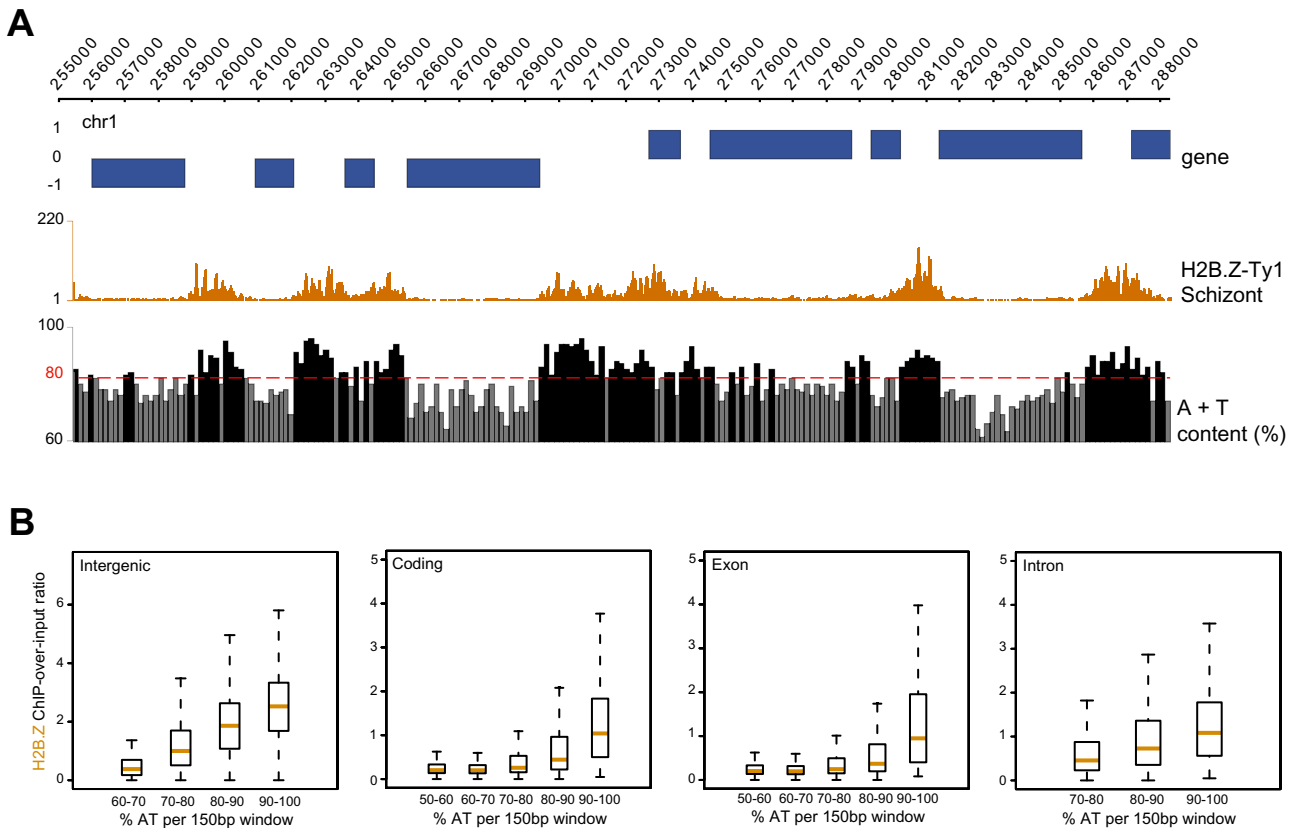 A
255000 256000 257000 258000 259000 260000 261000 262000 263000 264000 265000 266000 267000 268000 269000 270000 271000 272000 273000 274000 275000 276000 277000 278000 279000 280000 281000 282000 283000 284000 285000 286000 287000 288000
chr1
1
0
-1
gene
220
1
H2B.Z-Ty1
Schizont
100
80
60
A + T
content (%)
B
H2B.Z ChIP-over-input ratio
Intergenic
6
4
2
0
60-70 70-80 80-90 90-100
% AT per 150bp window
Coding
5
4
3
2
1
0
50-60 60-70 70-80 80-90 90-100
% AT per 150bp window
Exon
5
4
3
2
1
0
50-60 60-70 70-80 80-90 90-100
% AT per 150bp window
Intron
5
4
3
2
1
0
70-80 80-90 90-100
% AT per 150bp window